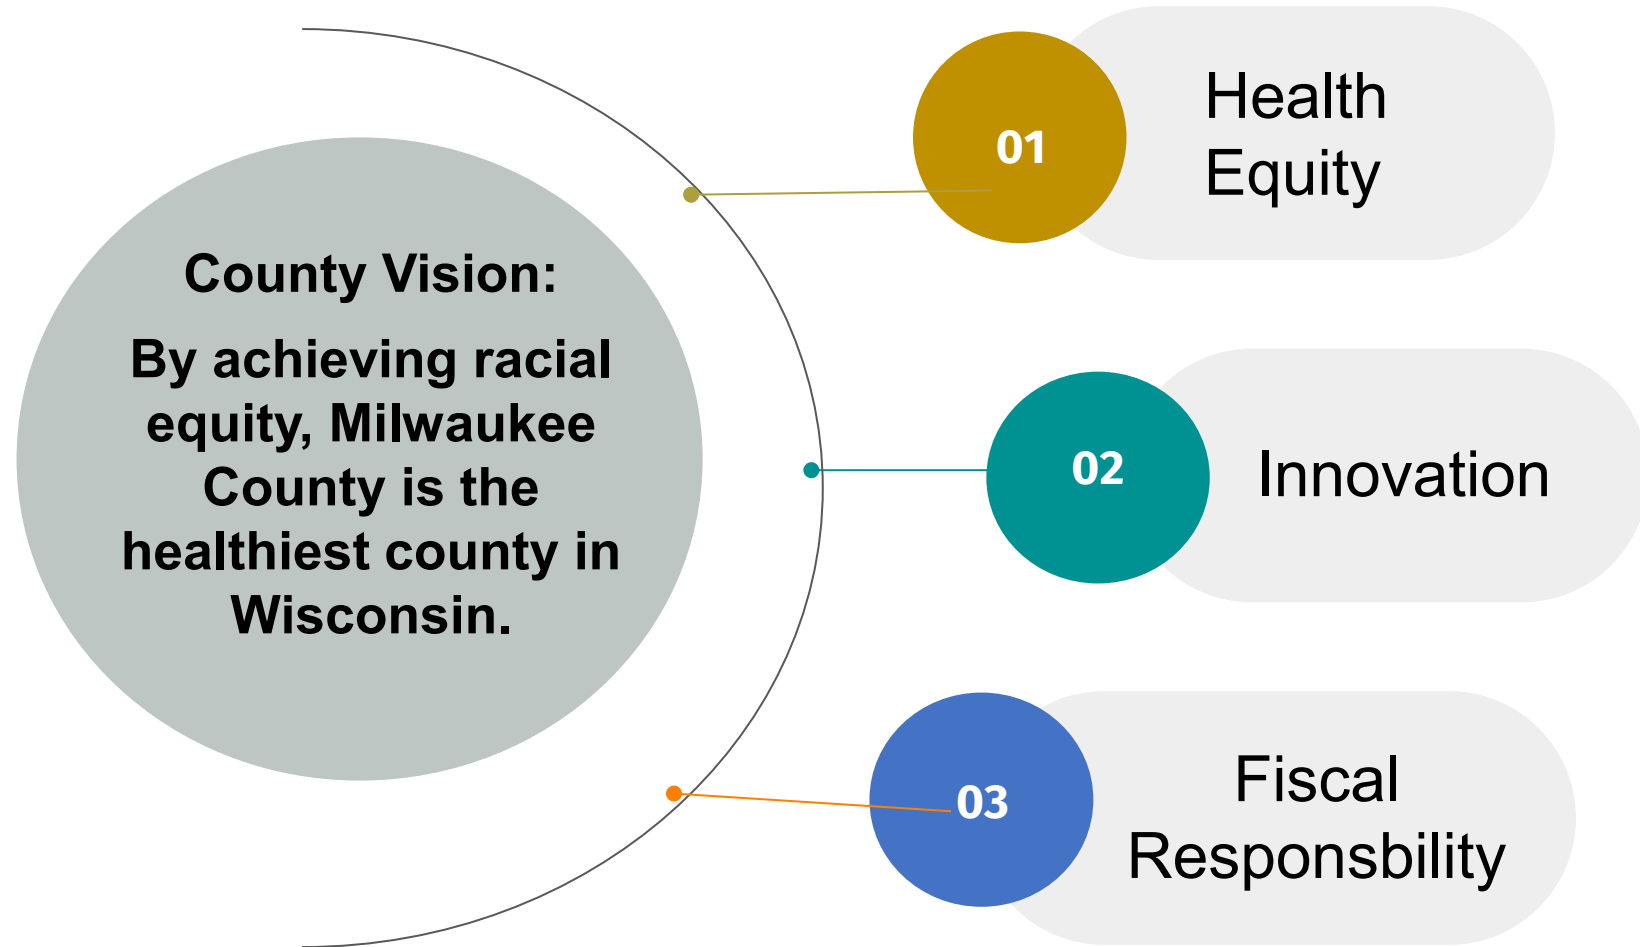 County Vision:
By achieving racial
equity, Milwaukee
County is the
healthiest county in
Wisconsin.
01
Health
Equity
02
Innovation
03
Fiscal
Responsbility